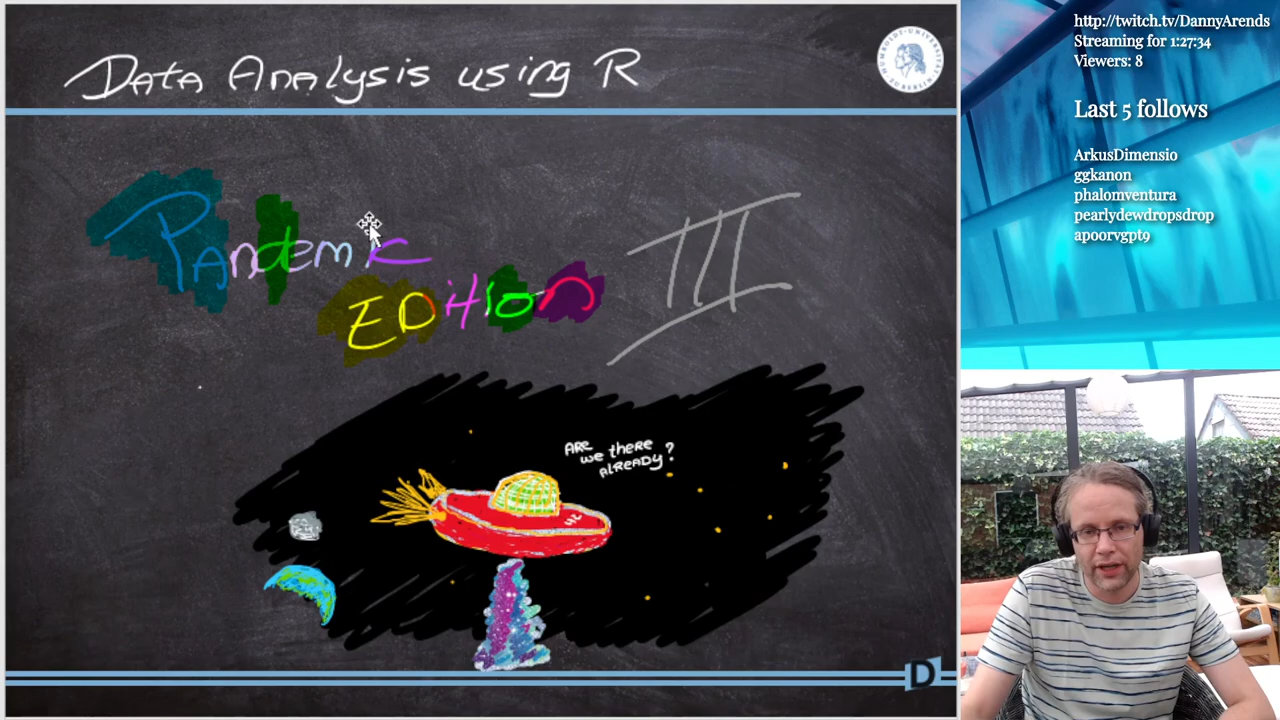 Data Analysis using R
Pandemic
EDition
III
ARE
we there
already?
42
D
http://twitch.tv/DannyArends
Streaming for 1:27:34
Viewers: 8
Last 5 follows
ArkusDimensio
ggkanon
phalomventura
pearlydewdropsdrop
apoorvgpt9